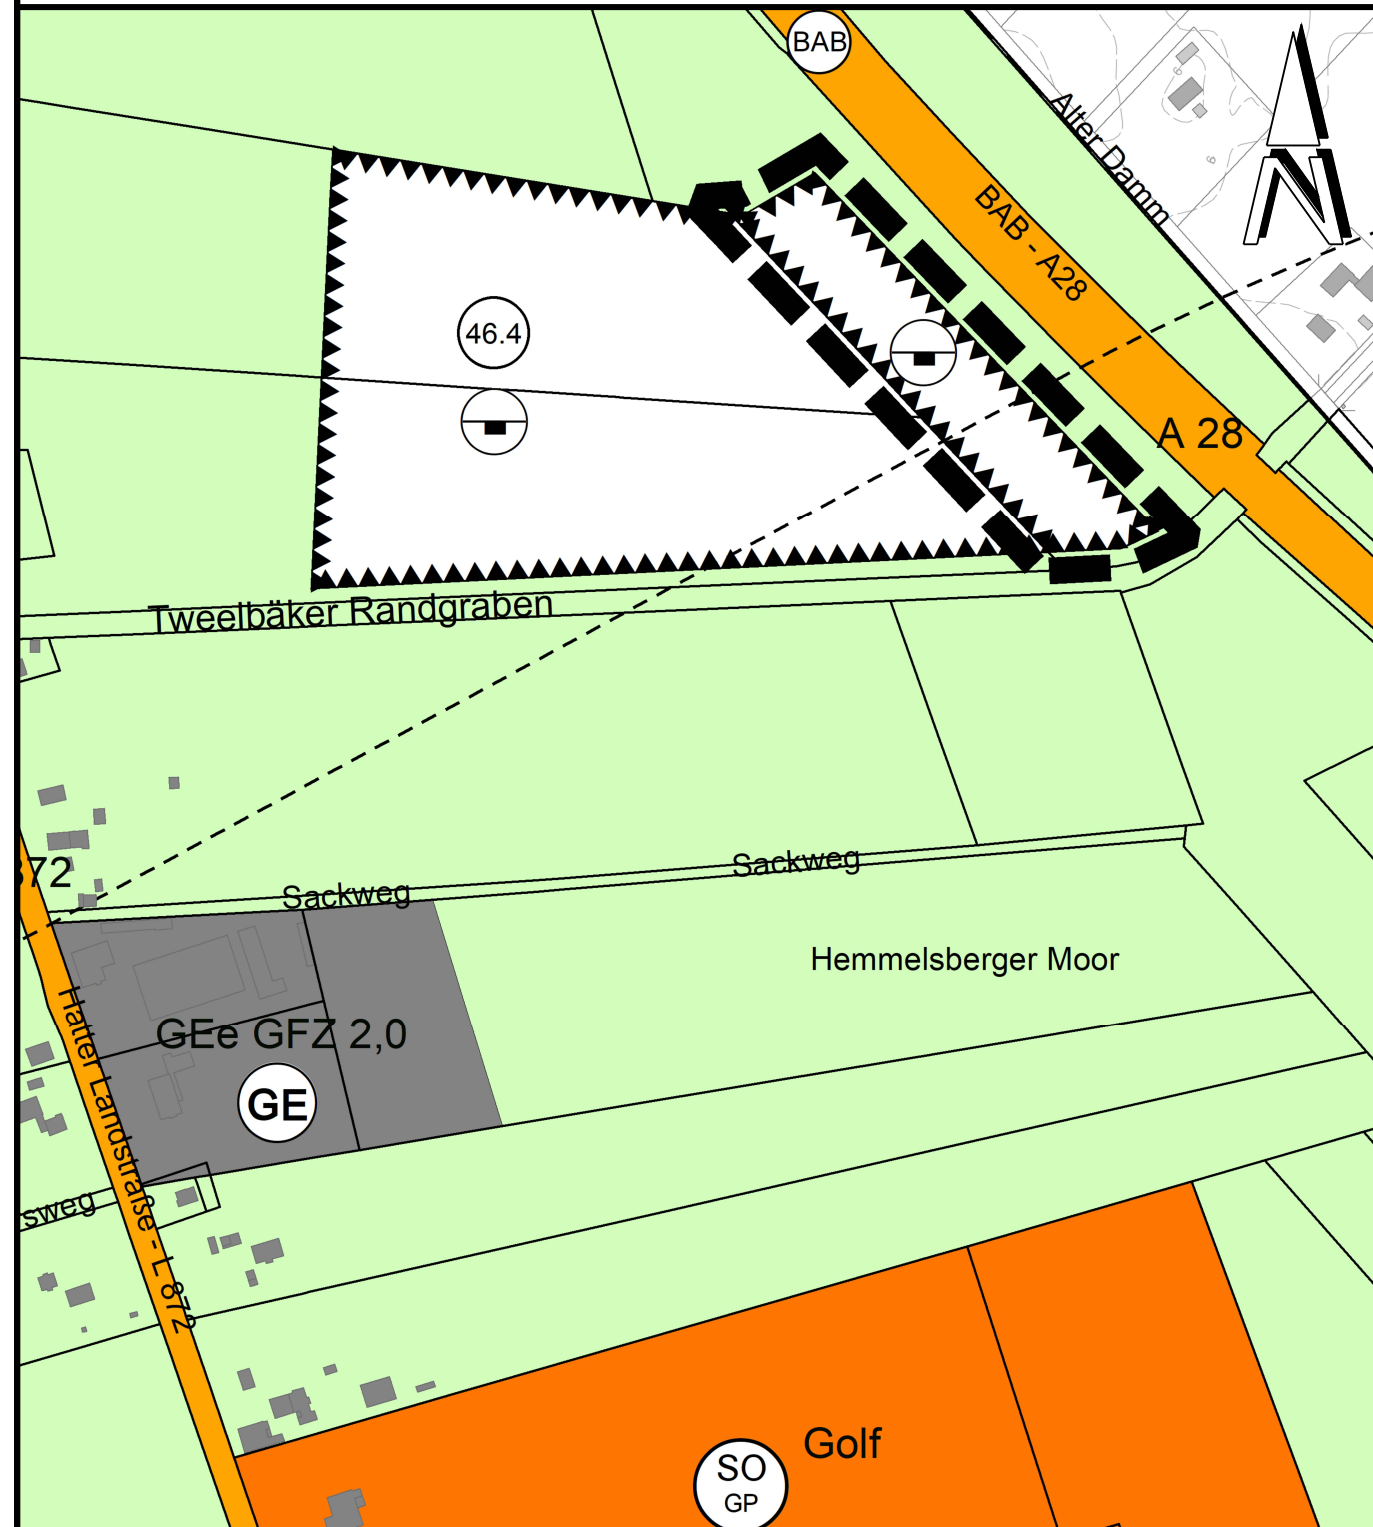 BAB
Alter Damm
BAB - A28
46.4
A 28
Tweelbäker Randgraben
872
Sackweg
Sackweg
Hemmelsberger Moor
GEe GFZ 2,0
GE
Hatter Landstraße - L 872
sweg
Golf
SO
GP
N